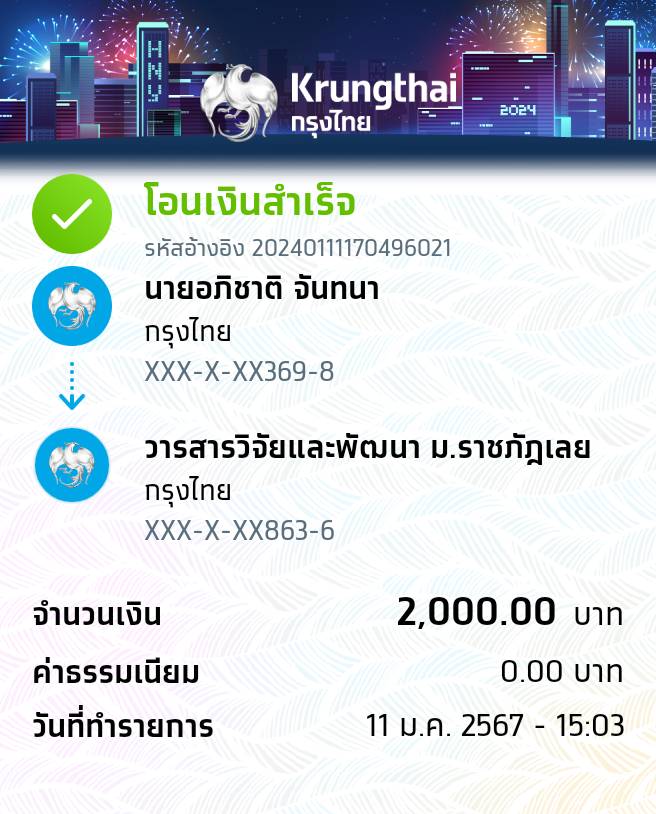 HNY
Krungthai
กรุงไทย
2024
โอนเงินสำเร็จ
รหัสอ้างอิง 20240111170496021
นายอภิชาติ จันทนา
กรุงไทย
XXX-X-XX369-8
วารสารวิจัยและพัฒนา ม.ราชภัฎเลย
กรุงไทย
XXX-X-XX863-6
จำนวนเงิน 2,000.00 บาท
ค่าธรรมเนียม 0.00 บาท
วันที่ทำรายการ 11 ม.ค. 2567 - 15:03